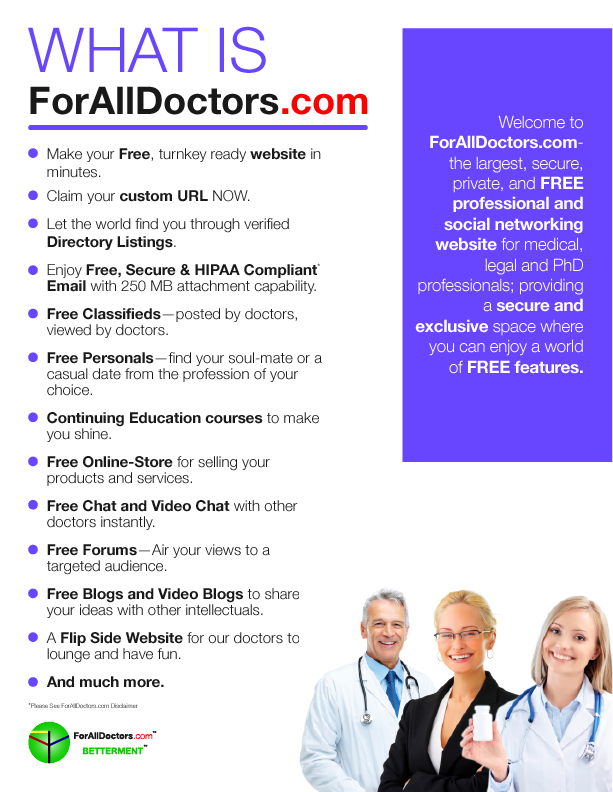 WHAT IS
ForAllDoctors.com
Make your Free, turnkey ready website in
minutes.
Claim your custom URL NOW.
Let the world find you through verified
Directory Listings.
Enjoy Free, Secure & HIPAA Compliant*
Email with 250 MB attachment capability.
Free Classifieds—posted by doctors,
viewed by doctors.
Free Personals—find your soul-mate or a
casual date from the profession of your
choice.
Continuing Education courses to make
you shine.
Free Online-Store for selling your
products and services.
Free Chat and Video Chat with other
doctors instantly.
Free Forums—Air your views to a
targeted audience.
Free Blogs and Video Blogs to share
your ideas with other intellectuals.
A Flip Side Website for our doctors to
lounge and have fun.
And much more.
*Please See ForAllDoctors.com Disclaimer
ForAllDoctors.com™
BETTERMENT™
Welcome to
ForAllDoctors.com-
the largest, secure,
private, and FREE
professional and
social networking
website for medical,
legal and PhD
professionals; providing
a secure and
exclusive space where
you can enjoy a world
of FREE features.